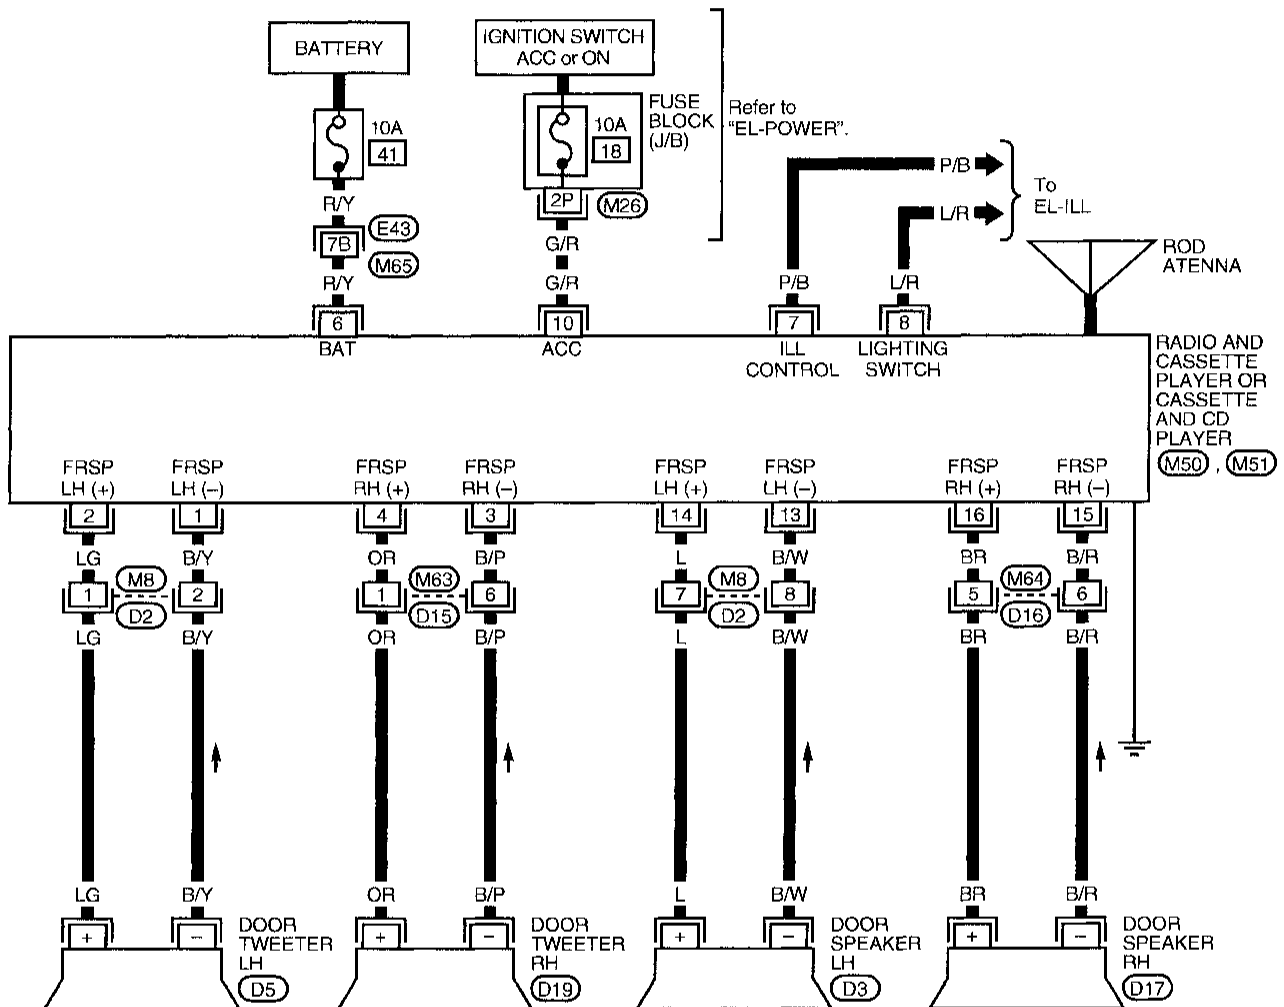 BATTERY
IGNITION SWITCH
ACC or ON
10A
41
10A
18
FUSE
BLOCK
(J/B)
Refer to
"EL-POWER".
R/Y
E43
7B
M65
R/Y
2P
M26
G/R
G/R
P/B
L/R
To
EL-ILL
P/B
L/R
ROD
ATENNA
6
10
7
8
BAT
ACC
ILL
CONTROL
LIGHTING
SWITCH
RADIO AND
CASSETTE
PLAYER OR
CASSETTE
AND CD
PLAYER
M50 , M51
FRSP
LH (+)
FRSP
LH (–)
FRSP
RH (+)
FRSP
RH (–)
FRSP
LH (+)
FRSP
LH (–)
FRSP
RH (+)
FRSP
RH (–)
2
1
4
3
14
13
16
15
LG
B/Y
OR
B/P
L
B/W
BR
B/R
1
M8
D2
2
1
M63
D15
6
7
M8
D2
8
5
M64
D16
6
LG
B/Y
OR
B/P
L
B/W
BR
B/R
LG
B/Y
OR
B/P
L
B/W
BR
B/R
+
–
+
–
+
–
+
–
DOOR
TWEETER
LH
D5
DOOR
TWEETER
RH
D19
DOOR
SPEAKER
LH
D3
DOOR
SPEAKER
RH
D17